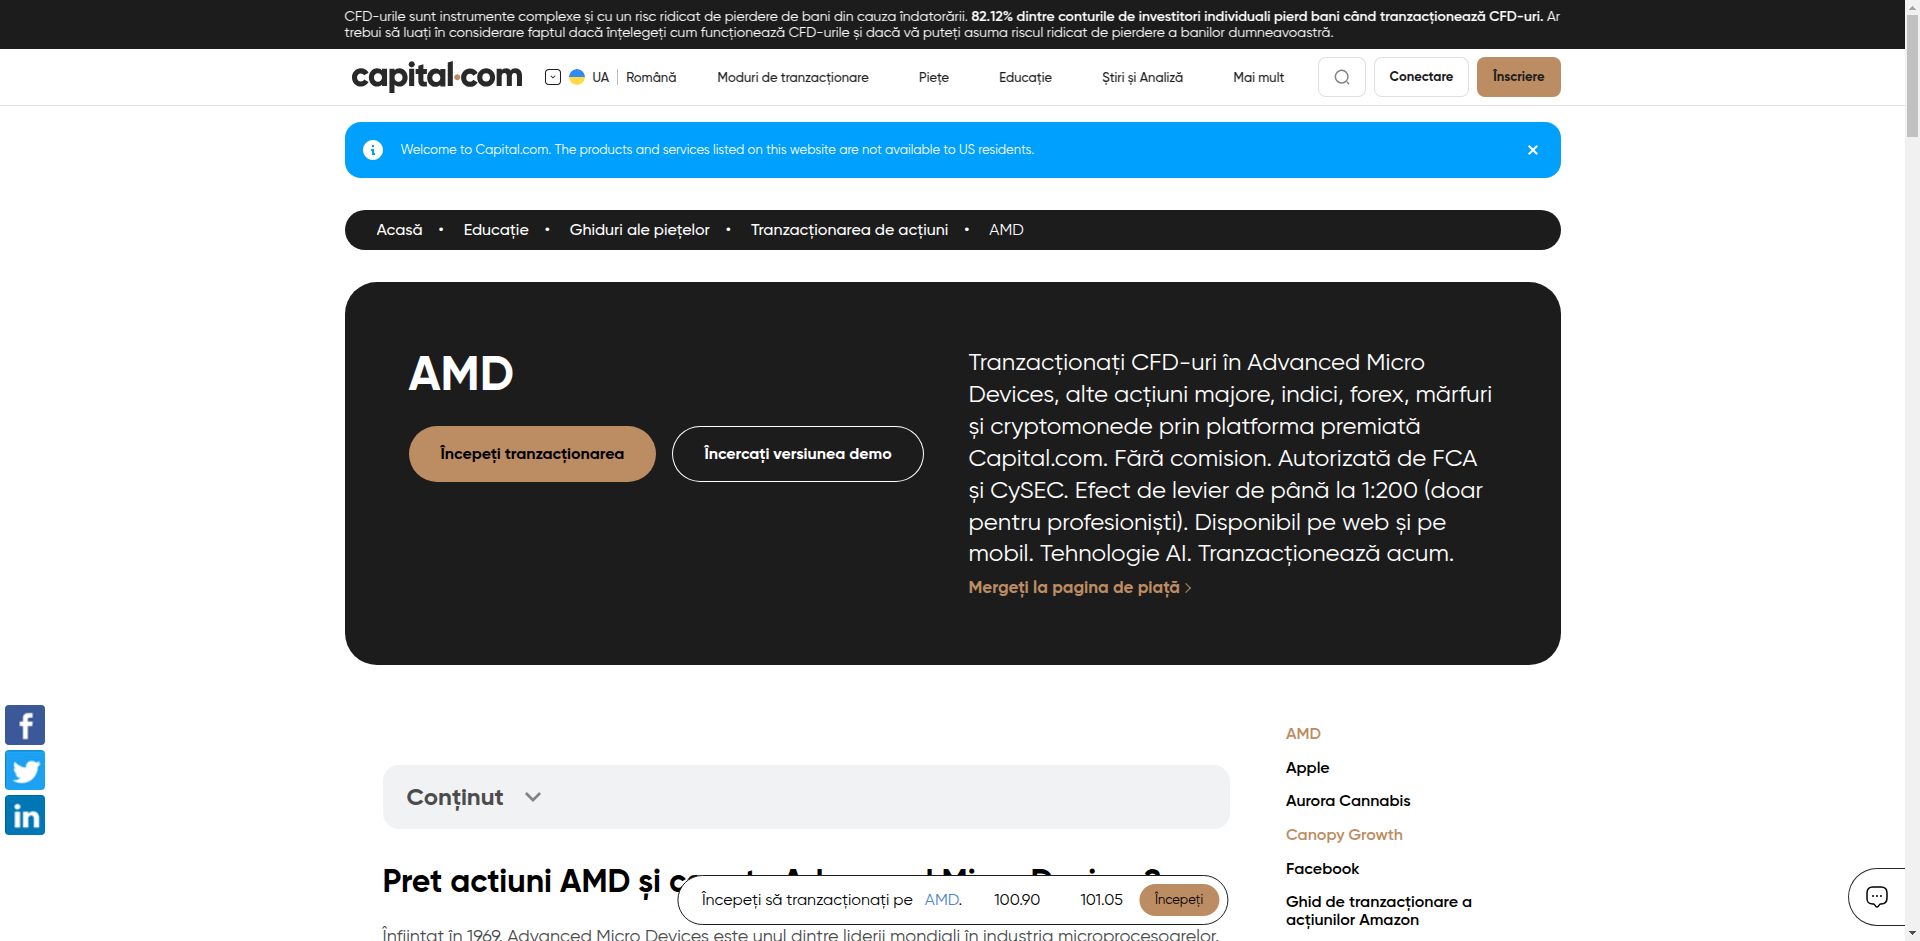 CFD-urile sunt instrumente complexe și cu un risc ridicat de pierdere de bani din cauza îndatorării. 82.12% dintre conturile de investitori individuali pierd bani când tranzacționează CFD-uri. Ar
trebui să luați în considerare faptul dacă înțelegeți cum funcționează CFD-urile și dacă vă puteți asuma riscul ridicat de pierdere a banilor dumneavoastră.
capital.com UA Română Moduri de tranzacționare Piețe Educație Știri și Analiză Mai mult Conectare Înscriere
Welcome to Capital.com. The products and services listed on this website are not available to US residents.
Acasă • Educație • Ghiduri ale piețelor • Tranzacționarea de acțiuni • AMD
AMD
Începeți tranzacționarea Încercați versiunea demo
Tranzacționați CFD-uri în Advanced Micro
Devices, alte acțiuni majore, indici, forex, mărfuri
și cryptomonede prin platforma premiată
Capital.com. Fără comision. Autorizată de FCA
și CySEC. Efect de levier de până la 1:200 (doar
pentru profesioniști). Disponibil pe web și pe
mobil. Tehnologie AI. Tranzacționează acum.
Mergeți la pagina de piață
Conținut
Pret actiuni AMD și
Începeți să tranzacționați pe AMD. 100.90 101.05 Începeți
Înființat în 1969, Advanced Micro Devices este unul dintre liderii mondiali în industria microprocesoarelor.
AMD
Apple
Aurora Cannabis
Canopy Growth
Facebook
Ghid de tranzacționare a
acțiunilor Amazon